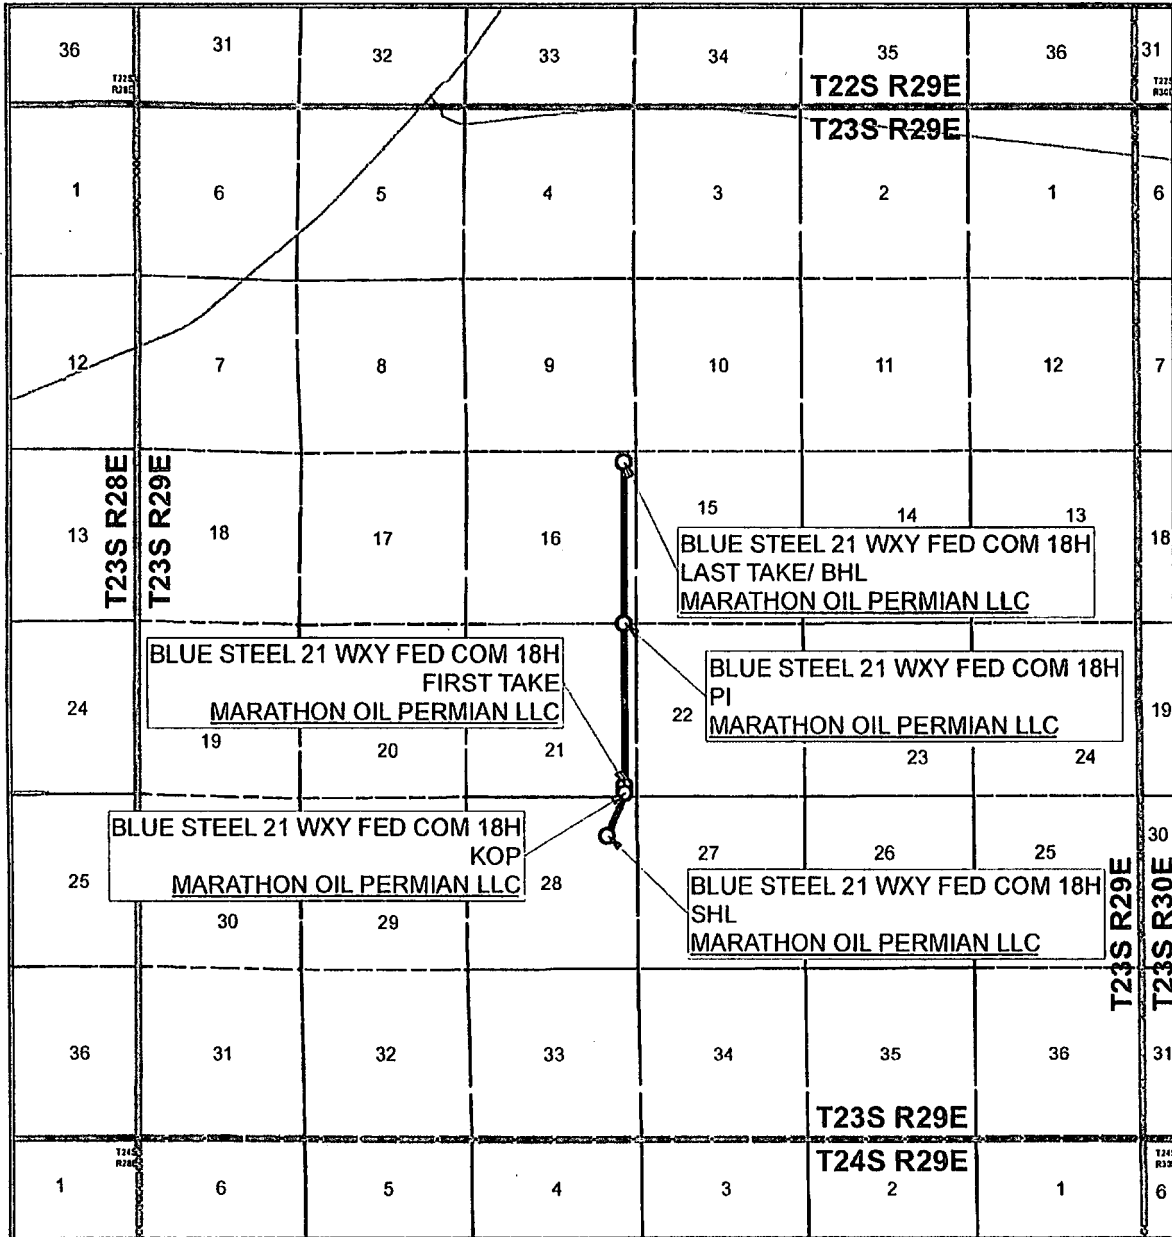 36 31 32 33 34 35 36 31
T22S R29E
T23S R29E
1 6 5 4 3 2 1 6
12 7 8 9 10 11 12 7
T23S R28E
T23S R29E
13 18 17 16 15 14 13 18
BLUE STEEL 21 WXY FED COM 18H
LAST TAKE/ BHL
MARATHON OIL PERMIAN LLC
BLUE STEEL 21 WXY FED COM 18H
FIRST TAKE
MARATHON OIL PERMIAN LLC
BLUE STEEL 21 WXY FED COM 18H
PI
MARATHON OIL PERMIAN LLC
24 19 20 21 22 23 24 19
BLUE STEEL 21 WXY FED COM 18H
KOP
MARATHON OIL PERMIAN LLC
25 30 29 28 27 26 25 30
BLUE STEEL 21 WXY FED COM 18H
SHL
MARATHON OIL PERMIAN LLC
T23S R29E
T23S R30E
36 31 32 33 34 35 36 31
T23S R29E
T24S R29E
1 6 5 4 3 2 1 6